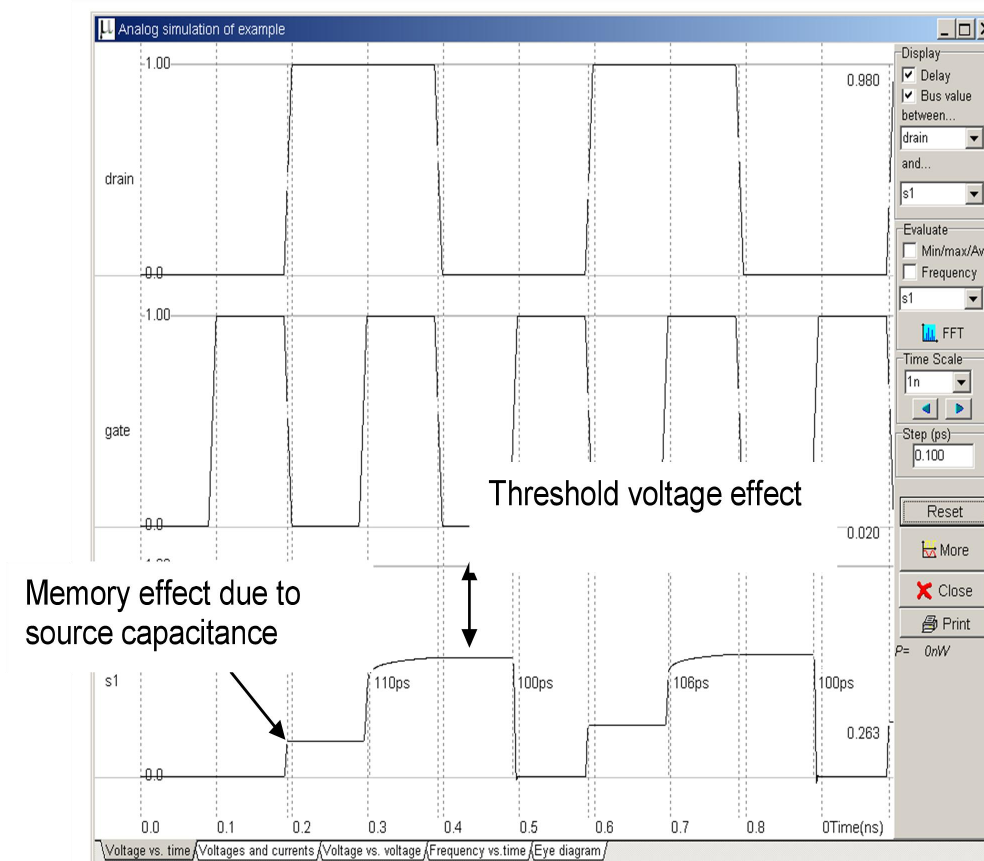 Analog simulation of example
1.00
0.980
drain
0.0
1.00
gate
0.0
0.020
Threshold voltage effect
Memory effect due to
source capacitance
s1
110ps
100ps
106ps
100ps
0.263
0.0
0.0 0.1 0.2 0.3 0.4 0.5 0.6 0.7 0.8 0Time(ns)
Voltage vs. time Voltages and currents Voltage vs. voltage Frequency vs.time Eye diagram
Display
Delay
Bus value
between...
drain
and...
s1
Evaluate
Min/max/Av
Frequency
s1
FFT
Time Scale
1n
Step (ps)
0.100
Reset
More
Close
Print
P= 0nW